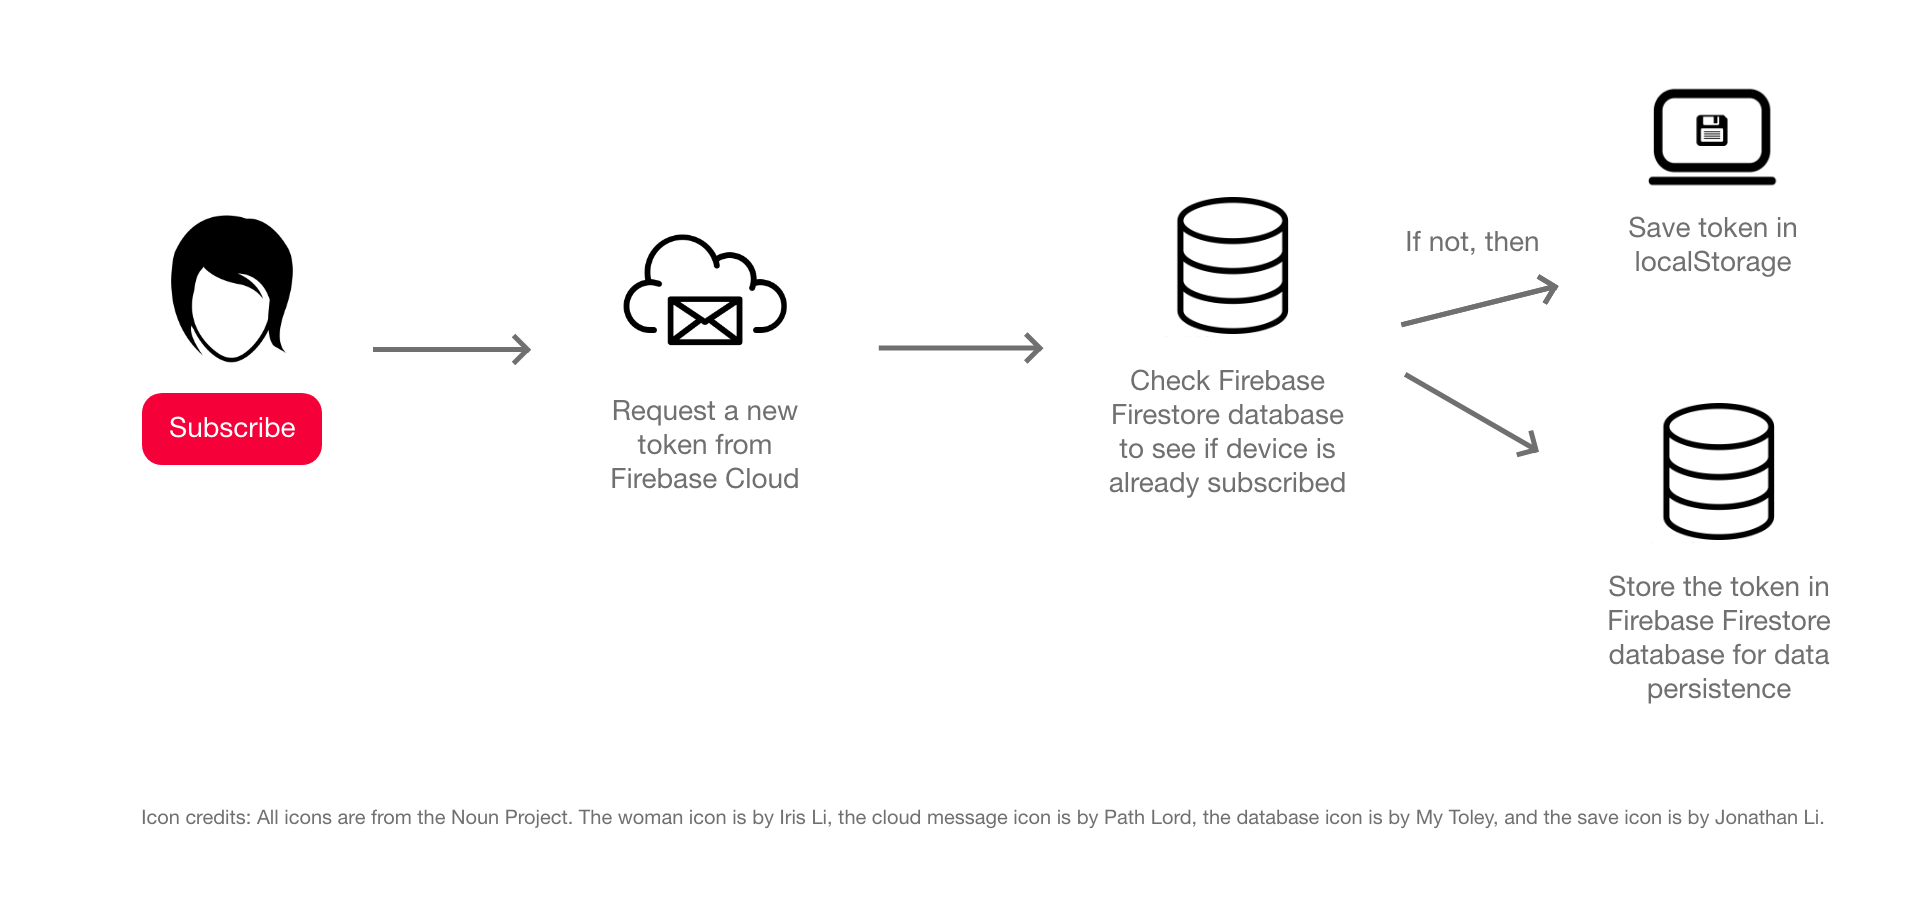 Subscribe
Request a new
token from
Firebase Cloud
Check Firebase
Firestore database
to see if device is
already subscribed
If not, then
Save token in
localStorage
Store the token in
Firebase Firestore
database for data
persistence
Icon credits: All icons are from the Noun Project. The woman icon is by Iris Li, the cloud message icon is by Path Lord, the database icon is by My Toley, and the save icon is by Jonathan Li.